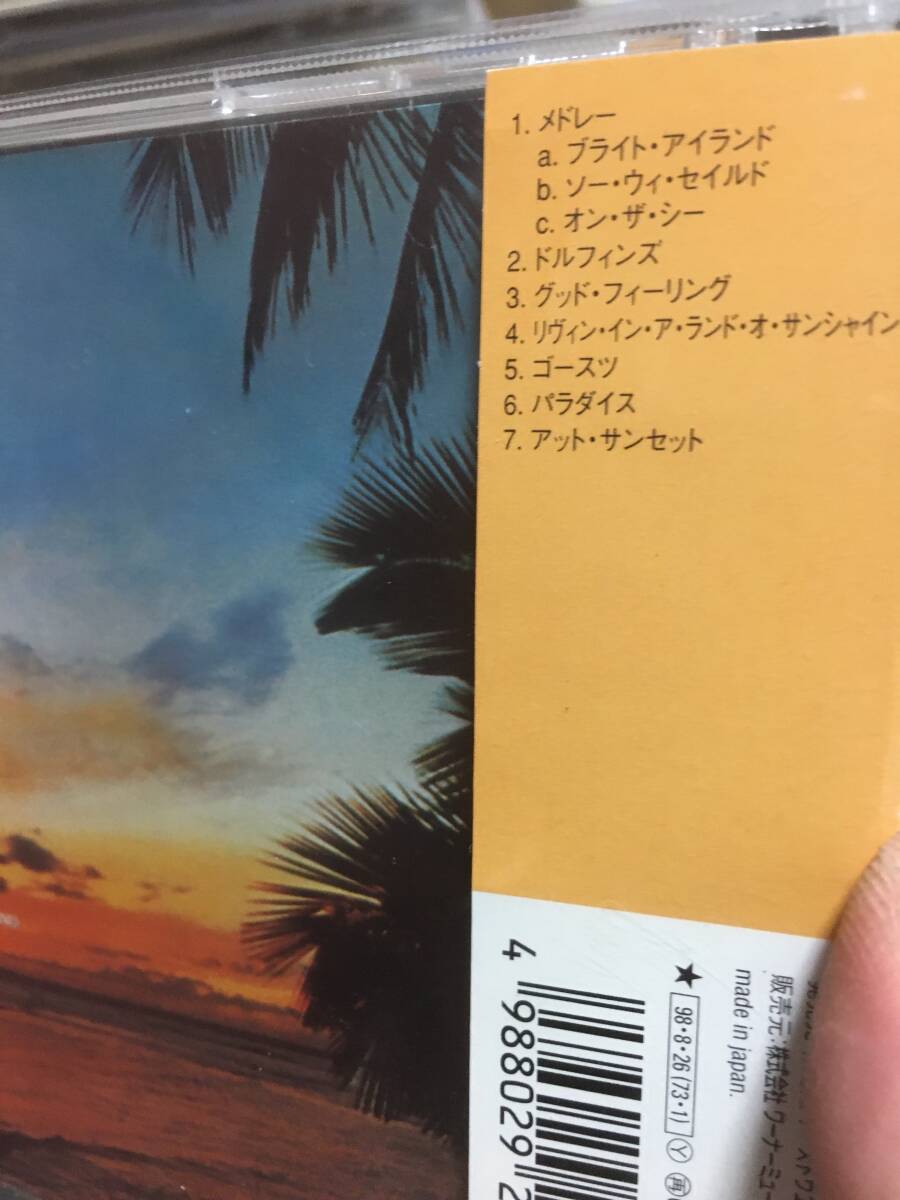 1. メドレー
a. ブライト・アイランド
b. ソー・ウィ・セイルド
c. オン・ザ・シー
2. ドルフィンズ
3. グッド・フィーリング
4. リヴィン・イン・ア・ランド・オ・サンシャイン
5. ゴースツ
6. パラダイス
7. アット・サンセット
4 988029 2
★ 98・8・26 (73・1) Y 再
販売元:株式会社 ワーナーミュ
made in japan.